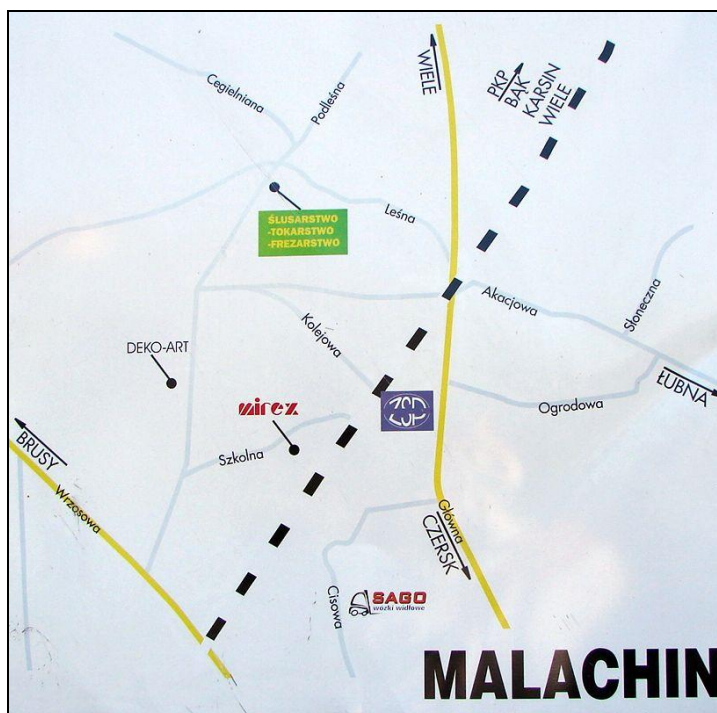 Cegielniana
Podleśna
WIELE
PKP
BĄK
KARSIN
WIELE
ŚLUSARSTWO
-TOKARSTWO
-FREZARSTWO
Leśna
Akacjowa
Słoneczna
Kolejowa
DEKO-ART
ŁUBNA
mirex
Ogrodowa
BRUSY
Szkolna
Wrzosowa
Główna
CZERSK
Cisowa
SAGO
wózki widłowe
MALACHIN